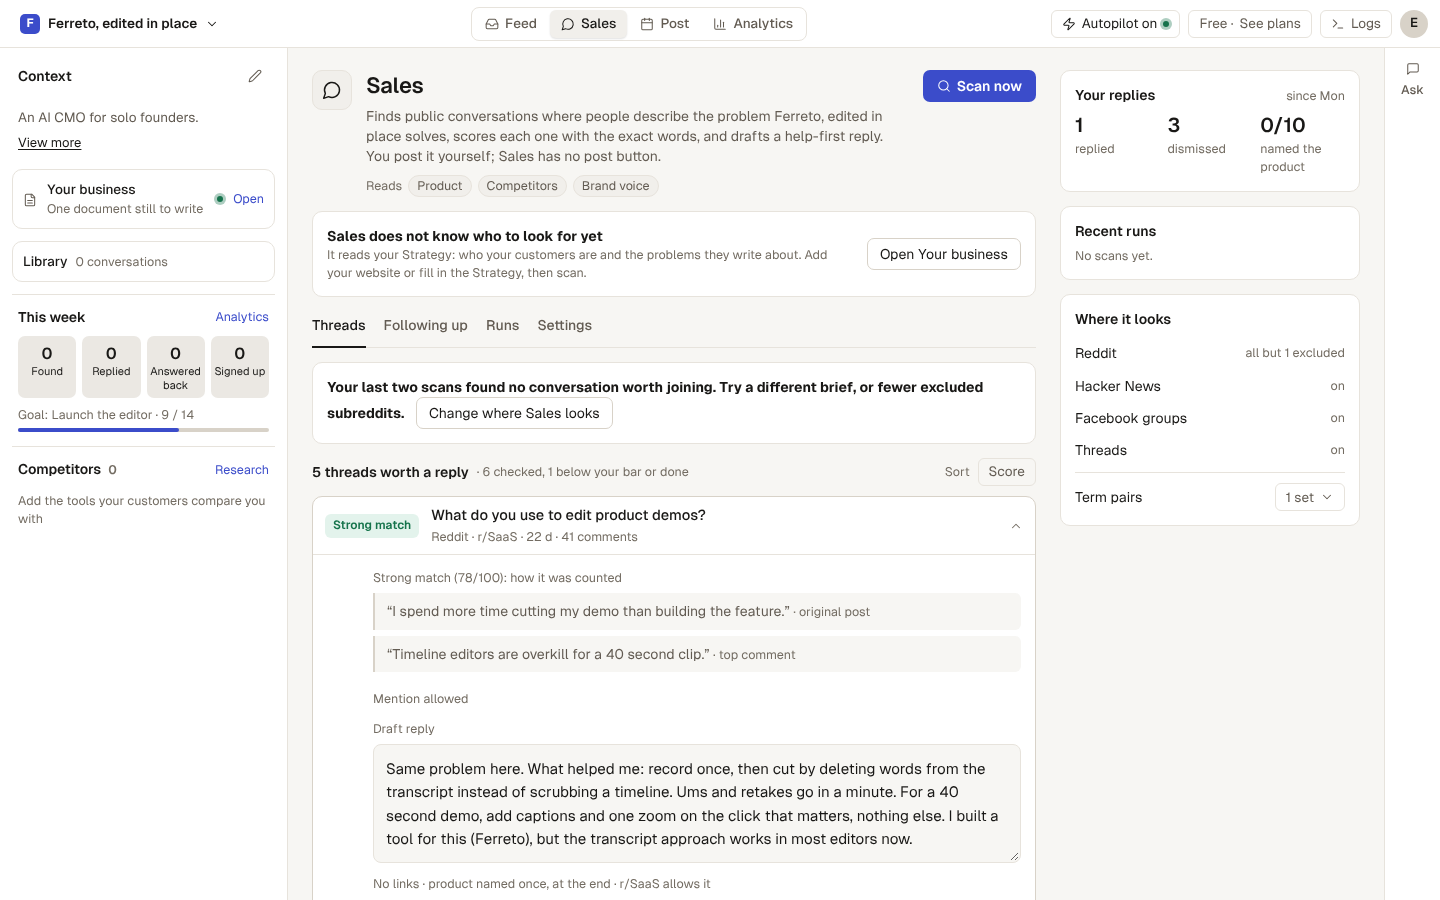 F Ferreto, edited in place
Feed Sales Post Analytics
Autopilot on Free · See plans Logs E
Context
An AI CMO for solo founders.
View more
Your business
One document still to write
Open
Library 0 conversations
This week Analytics
0 Found
0 Replied
0 Answered back
0 Signed up
Goal: Launch the editor · 9 / 14
Competitors 0 Research
Add the tools your customers compare you
with
Sales
Scan now
Finds public conversations where people describe the problem Ferreto, edited in
place solves, scores each one with the exact words, and drafts a help-first reply.
You post it yourself; Sales has no post button.
Reads Product Competitors Brand voice
Sales does not know who to look for yet
It reads your Strategy: who your customers are and the problems they write about. Add
your website or fill in the Strategy, then scan.
Open Your business
Threads Following up Runs Settings
Your last two scans found no conversation worth joining. Try a different brief, or fewer excluded
subreddits. Change where Sales looks
5 threads worth a reply · 6 checked, 1 below your bar or done Sort Score
Strong match
What do you use to edit product demos?
Reddit · r/SaaS · 22 d · 41 comments
Strong match (78/100): how it was counted
“I spend more time cutting my demo than building the feature.” · original post
“Timeline editors are overkill for a 40 second clip.” · top comment
Mention allowed
Draft reply
Same problem here. What helped me: record once, then cut by deleting words from the
transcript instead of scrubbing a timeline. Ums and retakes go in a minute. For a 40
second demo, add captions and one zoom on the click that matters, nothing else. I built a
tool for this (Ferreto), but the transcript approach works in most editors now.
No links · product named once, at the end · r/SaaS allows it
Your replies since Mon
1 replied
3 dismissed
0/10 named the product
Recent runs
No scans yet.
Where it looks
Reddit all but 1 excluded
Hacker News on
Facebook groups on
Threads on
Term pairs 1 set
Ask